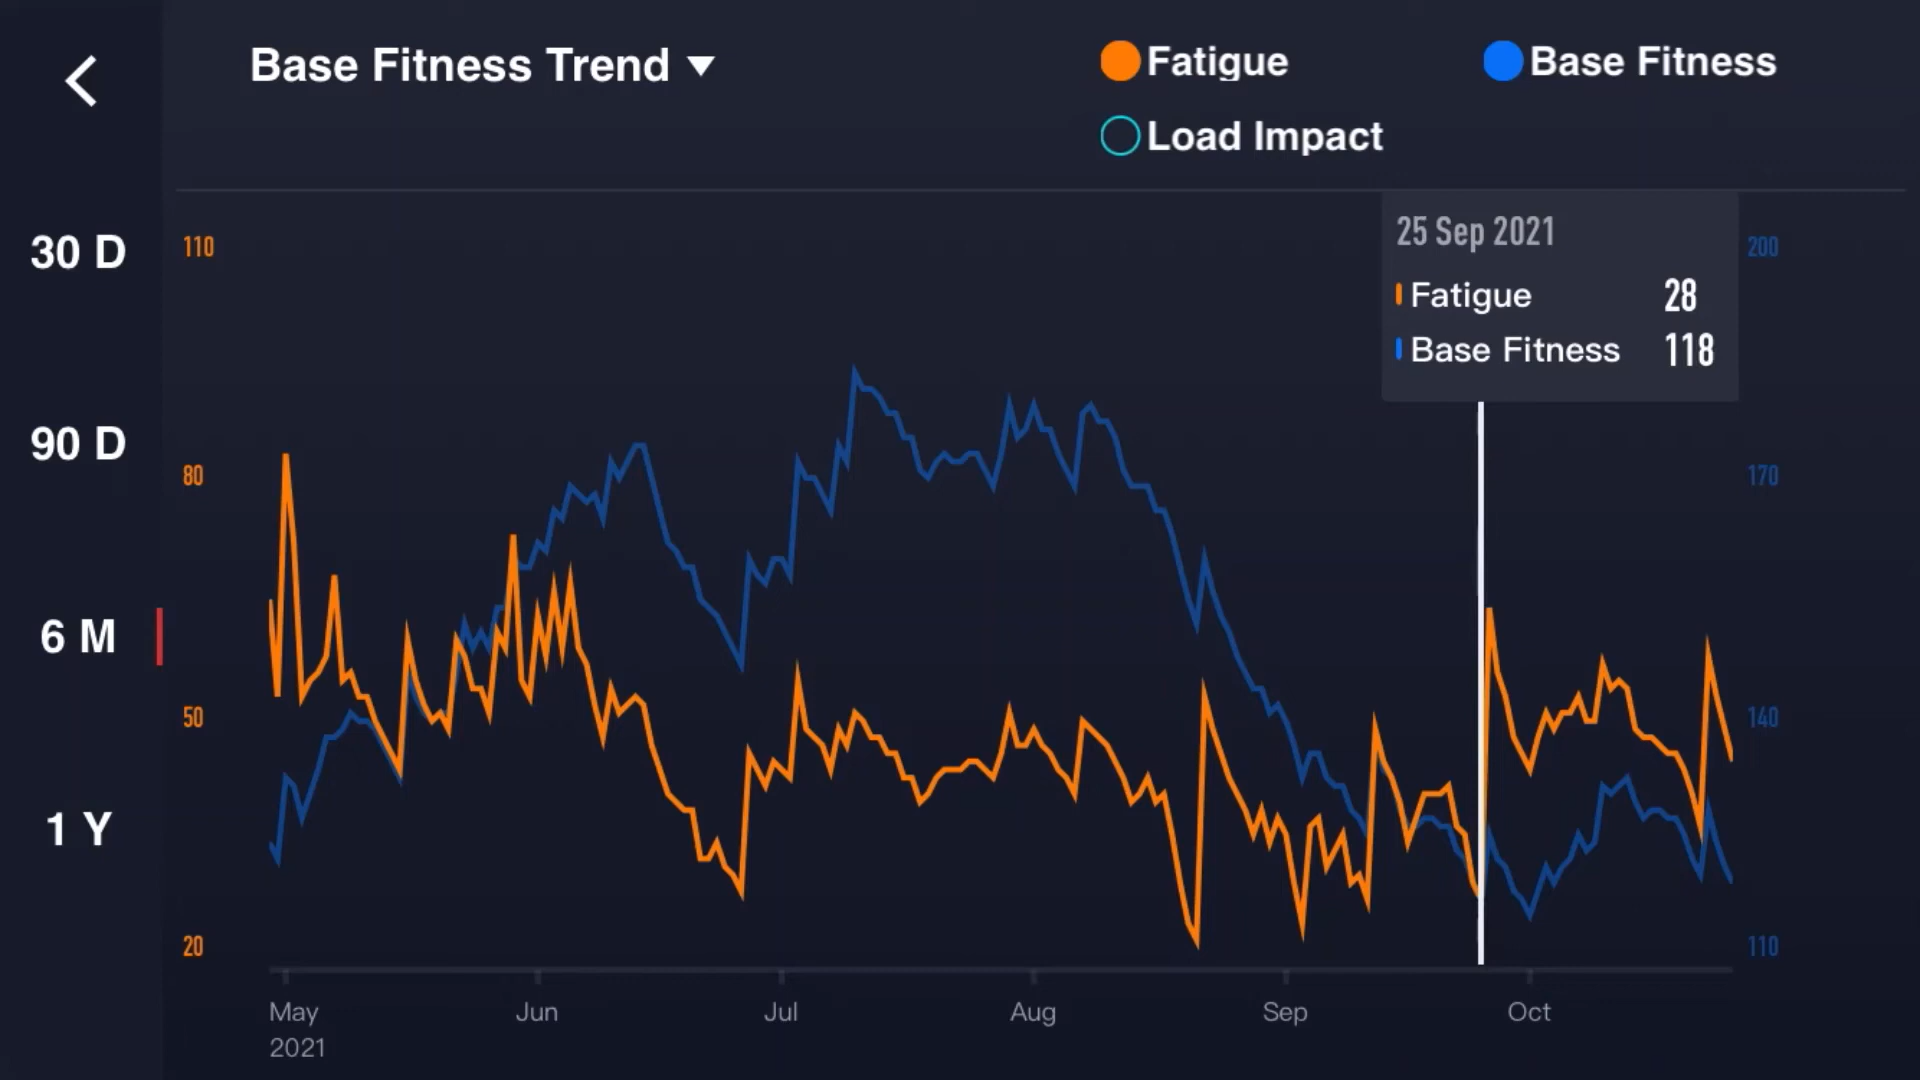 Base Fitness Trend
Fatigue
Base Fitness
Load Impact
30 D
90 D
6 M
1 Y
110
80
50
20
25 Sep 2021
Fatigue 28
Base Fitness 118
200
170
140
110
May Jun Jul Aug Sep Oct
2021